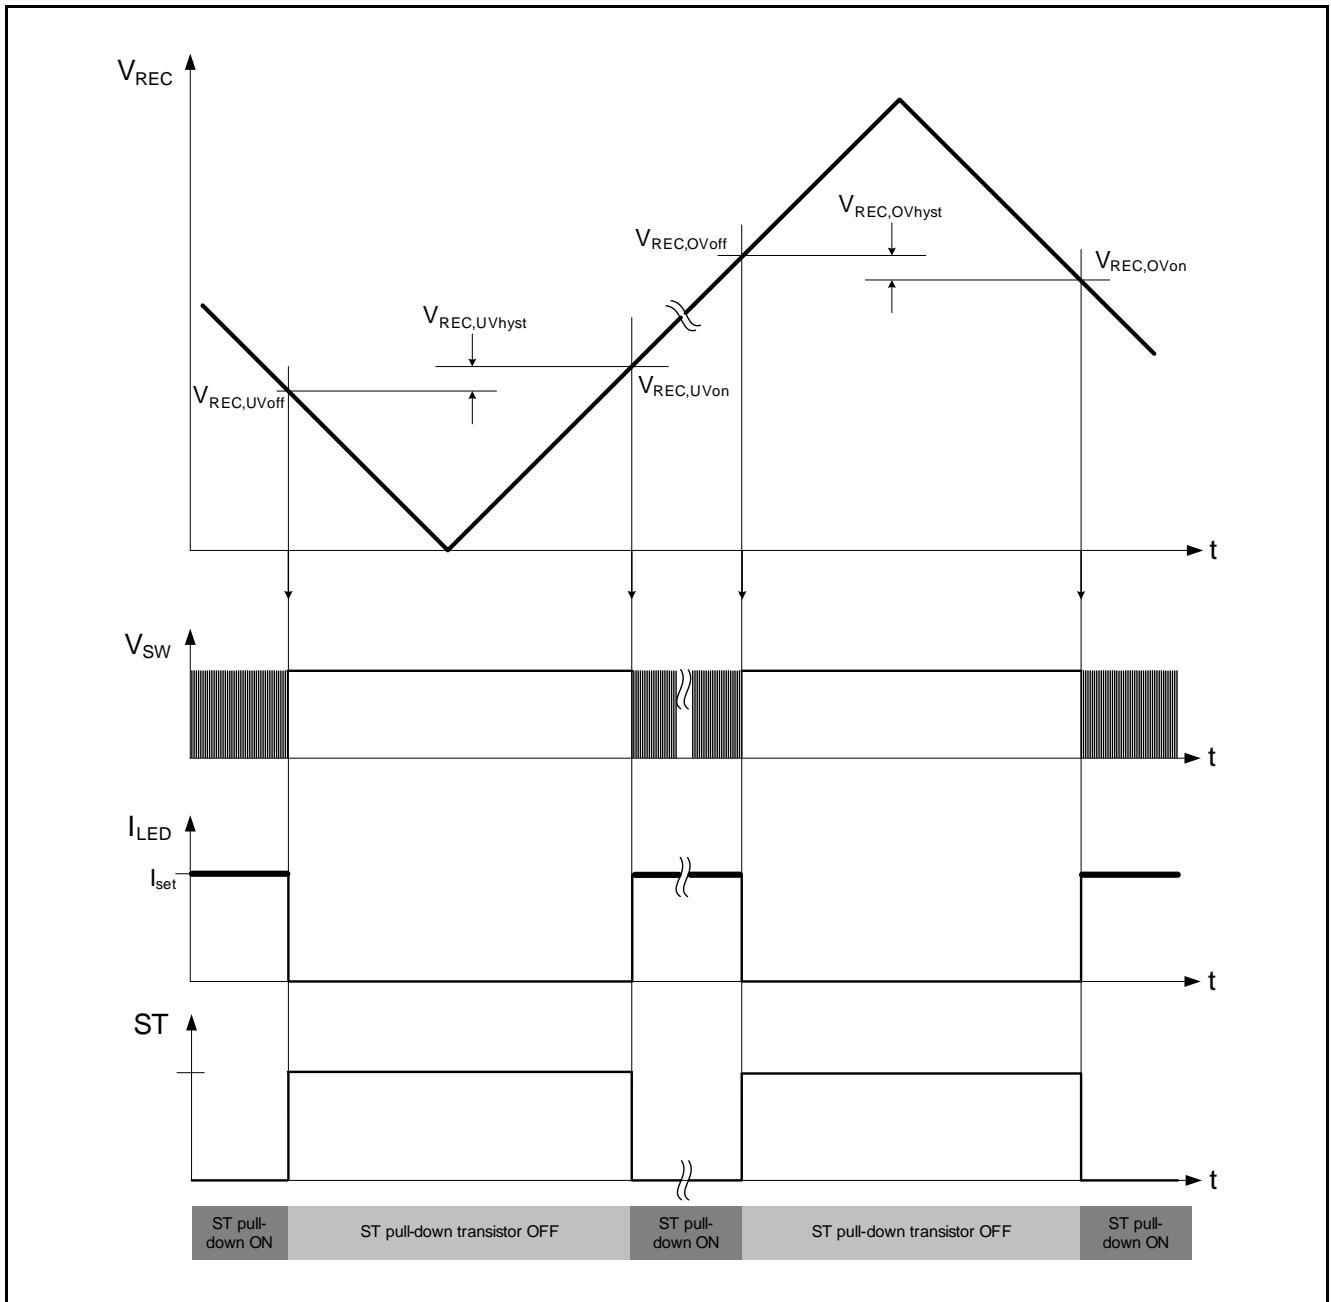 V_REC
V_REC,OVhyst
V_REC,OVoff
V_REC,OVon
V_REC,UVhyst
V_REC,UVoff
V_REC,UVon
t
V_SW
t
I_LED
I_set
t
ST
t
ST pull-
down ON
ST pull-down transistor OFF
ST pull-
down ON
ST pull-down transistor OFF
ST pull-
down ON